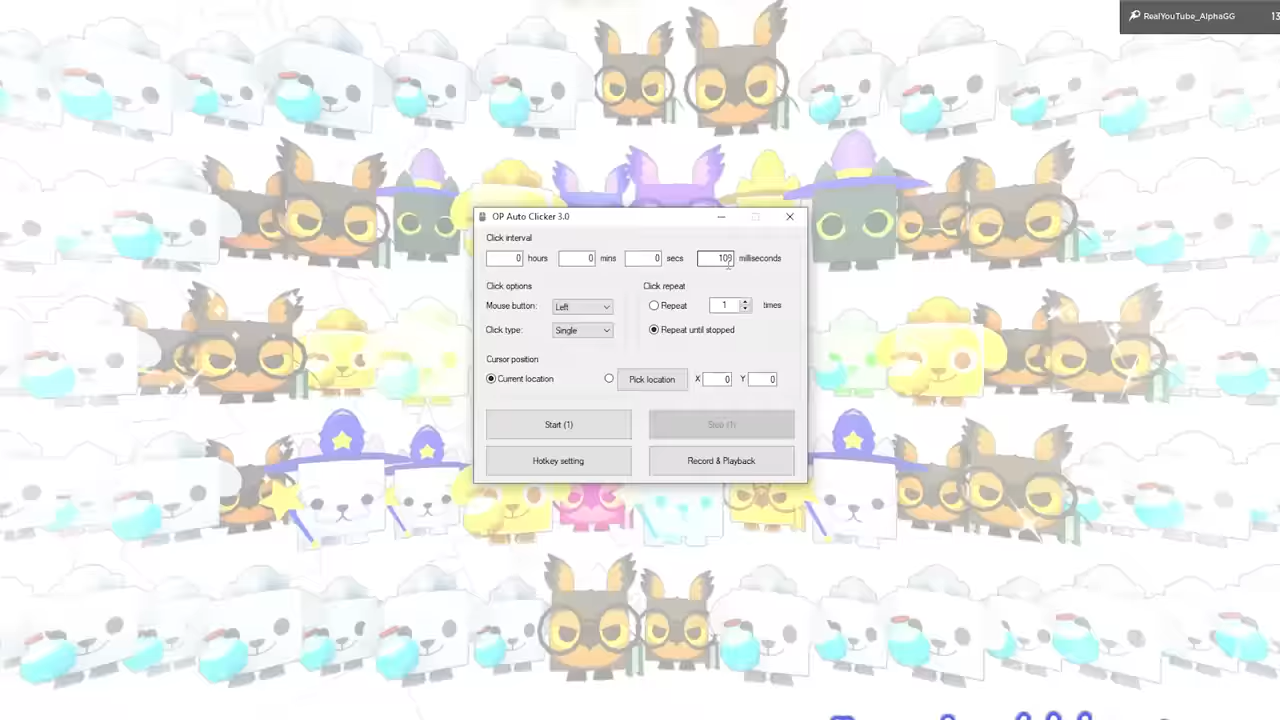 RealYouTube_AlphaGG
OP Auto Clicker 3.0
Click interval
0 hours 0 mins 0 secs 100 milliseconds
Click options
Click repeat
Mouse button: Left
Repeat 1 times
Click type: Single
Repeat until stopped
Cursor position
Current location
Pick location X 0 Y 0
Start (1)
Stop (1)
Hotkey setting
Record & Playback